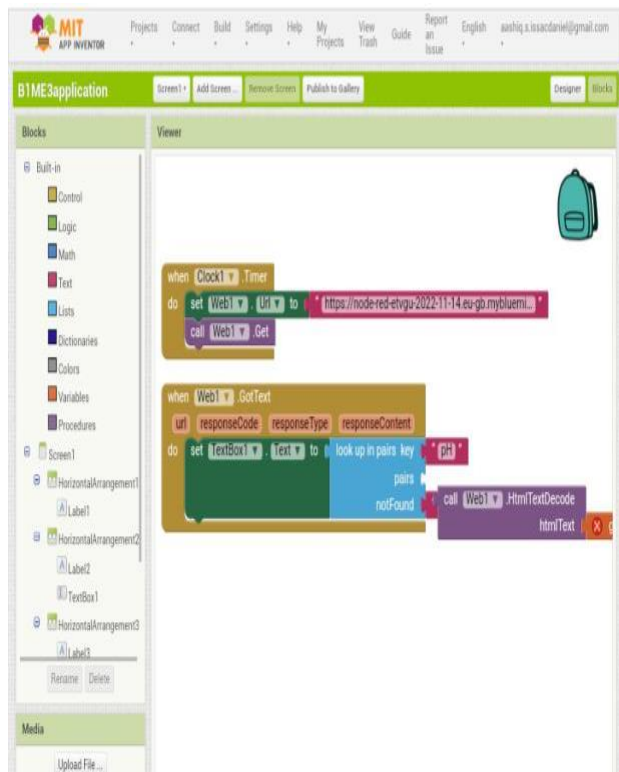 MIT
APP INVENTOR
Projects
Connect
Build
Settings
Help
My
Projects
View
Trash
Guide
Report
an
Issue
English
aashiq.s.issacdaniel@gmail.com
B1ME3application
Screen1
Add Screen ...
Remove Screen
Publish to Gallery
Designer
Blocks
Blocks
Viewer
Built-in
Control
Logic
Math
Text
Lists
Dictionaries
Colors
Variables
Procedures
Screen1
HorizontalArrangement1
Label1
HorizontalArrangement2
Label2
TextBox1
HorizontalArrangement3
Label3
Rename
Delete
Media
Upload File ...
when Clock1 .Timer
do set Web1 . Url to " https://node-red-etvgu-2022-11-14.eu-gb.mybluemi... "
call Web1 .Get
when Web1 .GotText
url responseCode responseType responseContent
do set TextBox1 . Text to look up in pairs key " pH "
pairs
notFound call Web1 .HtmlTextDecode
htmlText g